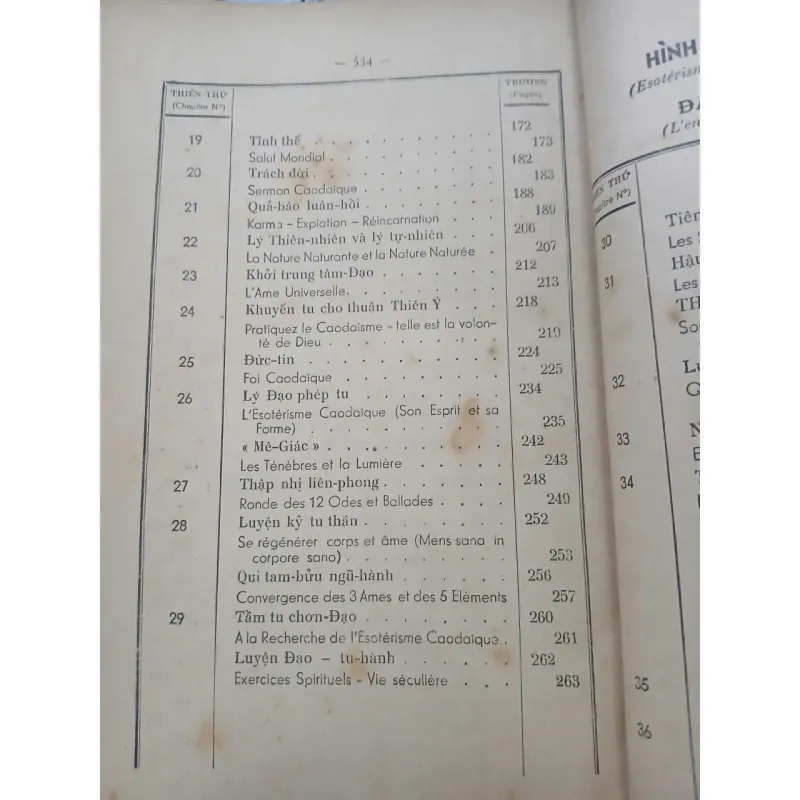 — 534 —
THIÊN THỨ
(Chapitre Nº)
TRƯƠNG
(Pages)
19 Tỉnh thế . . . . . . . . . . . 172
Salut Mondial . . . . . . . . . . 173
20 Trách đời . . . . . . . . . . . 182
Sermon Caodaïque . . . . . . . . 183
21 Quả-báo luân-hồi . . . . . . . . 188
Karma – Expiation – Réincarnation . . . . 189
22 Lý Thiên-nhiên và lý tự-nhiên . . . . 206
La Nature Naturante et la Nature Naturée . 207
23 Khởi trung tâm-Đạo . . . . . . . 212
L'Ame Universelle. . . . . . . . . 213
24 Khuyến tu cho thuận Thiên Ý . . . 218
Pratiquez le Caodaïsme – telle est la volon-
té de Dieu . . . . . . . . . . 219
25 Đức-tin . . . . . . . . . . . 224
Foi Caodaïque . . . . . . . . . 225
26 Lý Đạo phép tu . . . . . . . . 234
L'Esotérisme Caodaïque (Son Esprit et sa
Forme) . . . . . . . . . . . 235
« Mê-Giác » . . . . . . . . . . 242
Les Ténèbres et la Lumière . . . . . 243
27 Thập nhị liên-phong . . . . . . . 248
Ronde des 12 Odes et Ballades . . . . 249
28 Luyện kỷ tu thân . . . . . . . . 252
Se régénérer corps et âme (Mens sana in
corpore sano) . . . . . . . . . 253
Qui tam-bửu ngũ-hành . . . . . . 256
Convergence des 3 Ames et des 5 Eléments 257
29 Tầm tu chơn-Đạo . . . . . . . . 260
A la Recherche de l'Esotérisme Caodaïque. . 261
Luyện Đạo – tu-hành . . . . . . 262
Exercices Spirituels – Vie séculière . . . 263
HÌNH
(Esotérism
(L'en
THỨ
Nº)
30
Les
31
Les
32
33
34
35
36